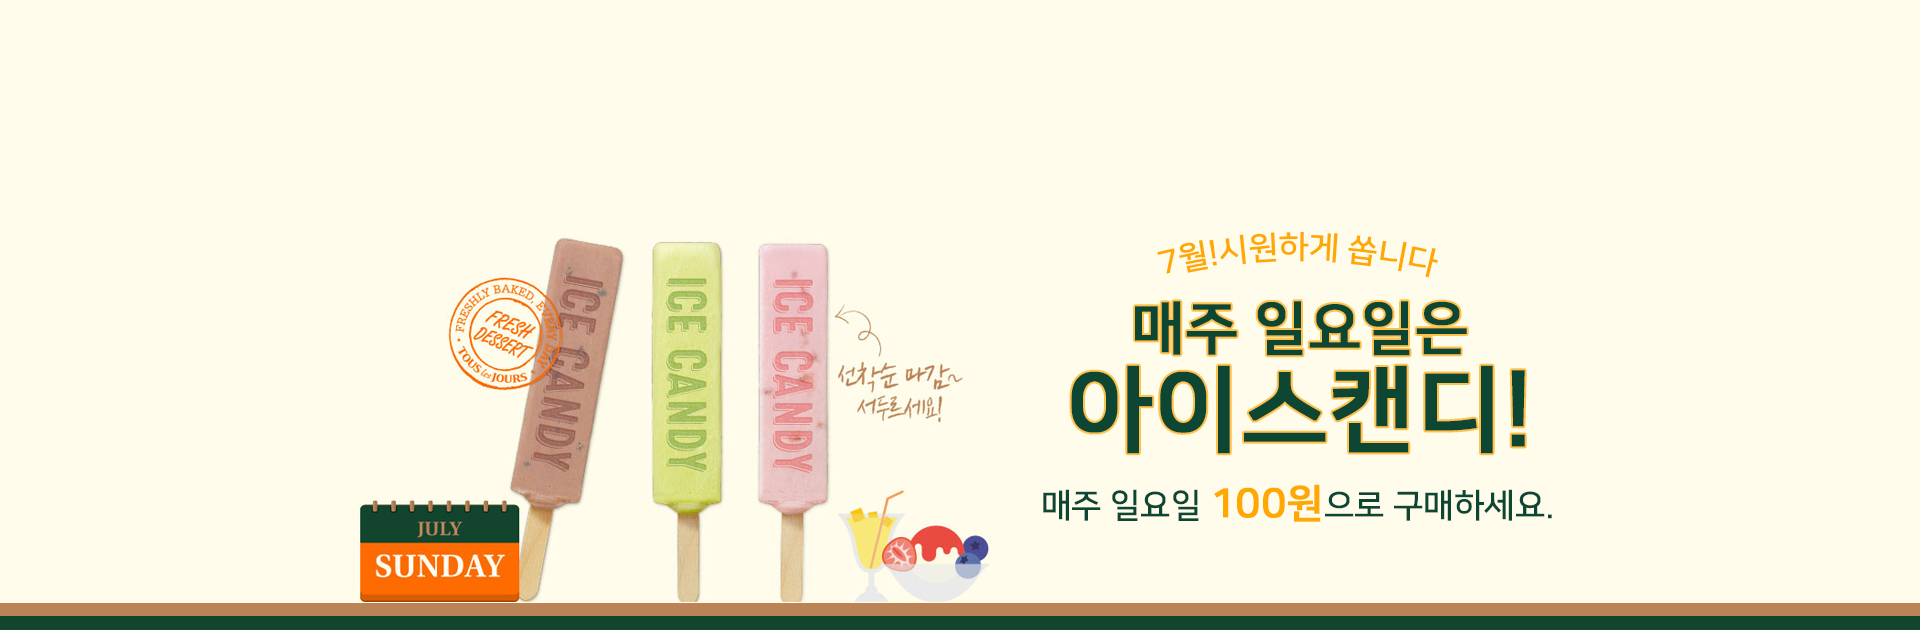 FRESHLY BAKED, EVERY DAY
FRESH
DESSERT
TOUS les JOURS
ICE CANDY
ICE CANDY
ICE CANDY
선착순 마감~
서두르세요!
JULY
SUNDAY
7월!시원하게 쏩니다
매주 일요일은
아이스캔디!
매주 일요일 100원으로 구매하세요.